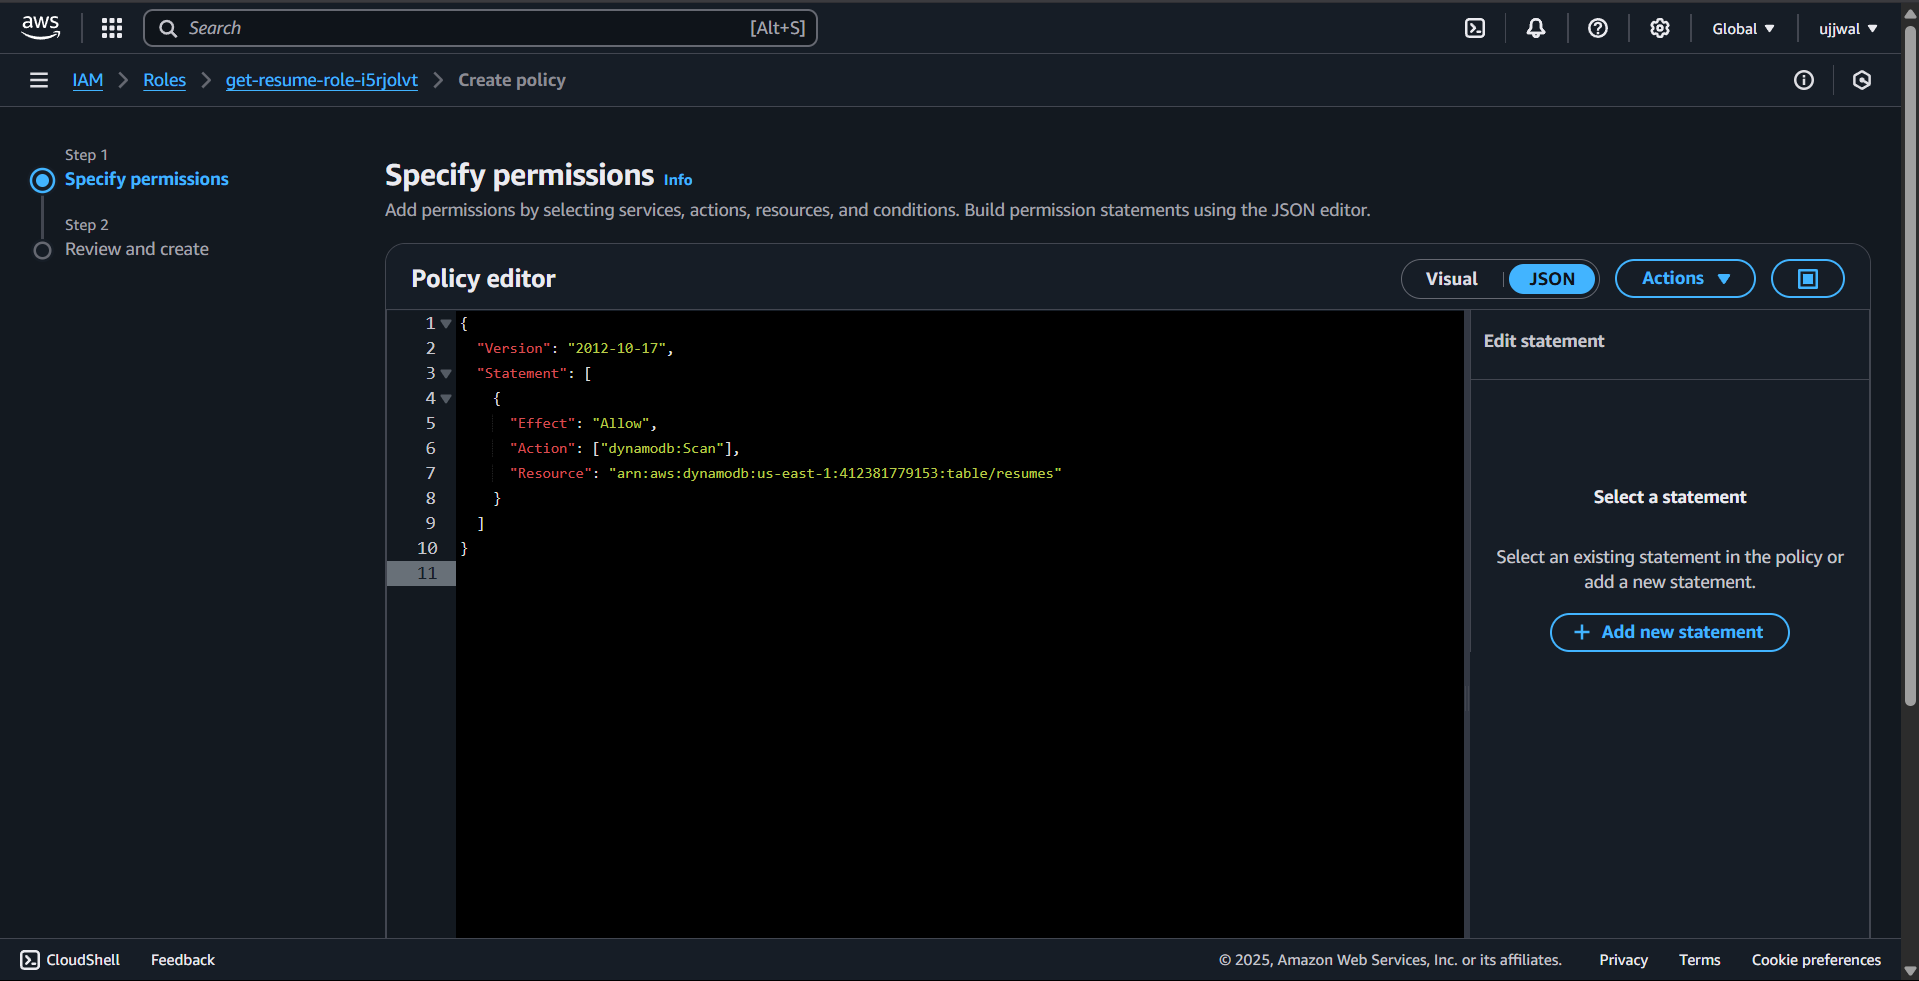 aws
Search [Alt+S]
Global ujjwal
IAM Roles get-resume-role-i5rjolvt Create policy
Step 1
Specify permissions
Step 2
Review and create
Specify permissions Info
Add permissions by selecting services, actions, resources, and conditions. Build permission statements using the JSON editor.
Policy editor
Visual JSON Actions
1 {
2 "Version": "2012-10-17",
3 "Statement": [
4 {
5 "Effect": "Allow",
6 "Action": ["dynamodb:Scan"],
7 "Resource": "arn:aws:dynamodb:us-east-1:412381779153:table/resumes"
8 }
9 ]
10 }
11
Edit statement
Select a statement
Select an existing statement in the policy or
add a new statement.
+ Add new statement
CloudShell Feedback
© 2025, Amazon Web Services, Inc. or its affiliates. Privacy Terms Cookie preferences